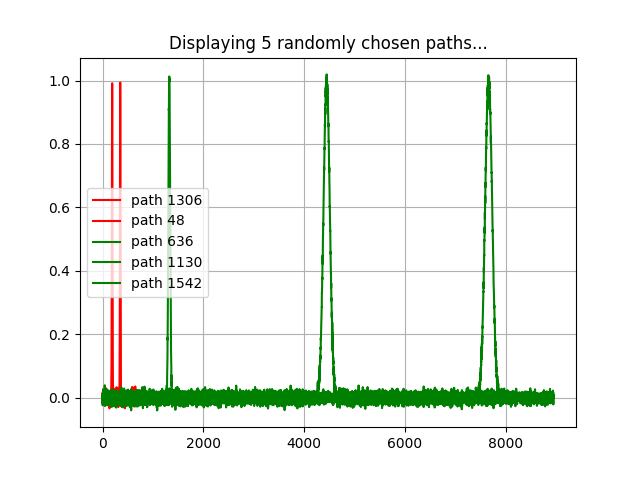 Displaying 5 randomly chosen paths...
1.0
0.8
0.6
0.4
0.2
0.0
path 1306
path 48
path 636
path 1130
path 1542
0
2000
4000
6000
8000